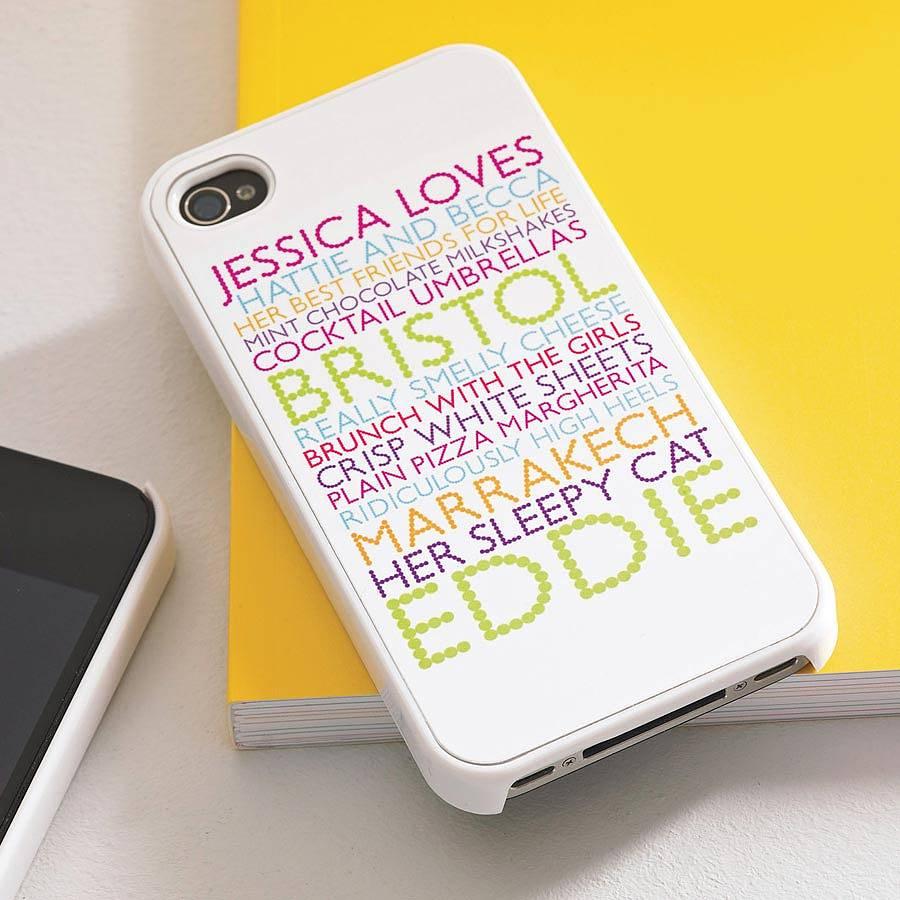 JESSICA LOVES
HATTIE AND BECCA
HER BEST FRIENDS FOR LIFE
MINT CHOCOLATE MILKSHAKES
COCKTAIL UMBRELLAS
BRISTOL
REALLY SMELLY CHEESE
BRUNCH WITH THE GIRLS
CRISP WHITE SHEETS
PLAIN PIZZA MARGHERITA
RIDICULOUSLY HIGH HEELS
MARRAKECH
HER SLEEPY CAT
EDDIE